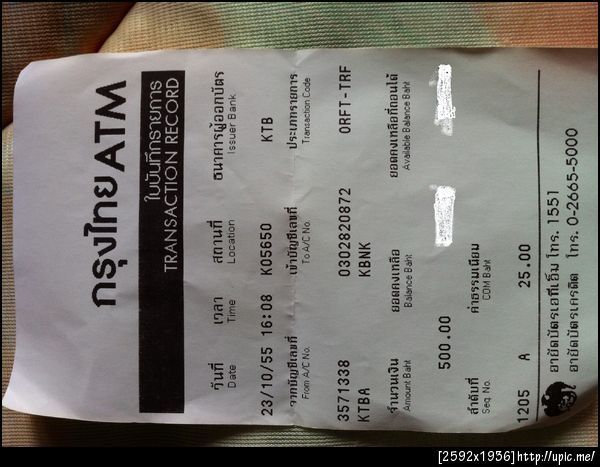 กรุงไทย ATM
ใบบันทึกรายการ
TRANSACTION RECORD
วันที่ เวลา สถานที่ ธนาคารผู้ออกบัตร
Date Time Location Issuer Bank
23/10/55 16:08 K05650 KTB
จากบัญชีเลขที่ เข้าบัญชีเลขที่ ประเภทรายการ
From A/C No. To A/C No. Transaction Code
3571338 0302820872 ORFT-TRF
KTBA KBNK
จำนวนเงิน ยอดคงเหลือ ยอดคงเหลือที่ถอนได้
Amount Baht Balance Baht Available Balance Baht
500.00
ลำดับที่ ค่าธรรมเนียม
Seq. No. COM Baht
1205 A 25.00
อายัดบัตรเอทีเอ็ม โทร. 1551
อายัดบัตรเครดิต โทร. 0-2665-5000
[2592x1936]http://upic.me/